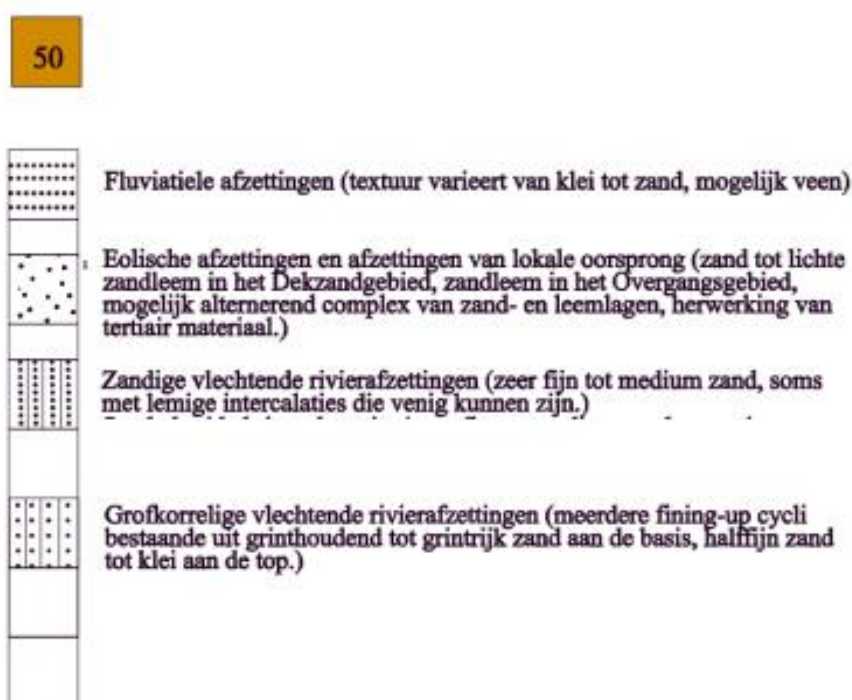 50
Fluviatiele afzettingen (textuur varieert van klei tot zand, mogelijk veen)
Eolische afzettingen en afzettingen van lokale oorsprong (zand tot lichte
zandleem in het Dekzandgebied, zandleem in het Overgangsgebied,
mogelijk alternerend complex van zand- en leemlagen, herwerking van
tertiair materiaal.)
Zandige vlechtende rivierafzettingen (zeer fijn tot medium zand, soms
met lemige intercalaties die venig kunnen zijn.)
Grofkorrelige vlechtende rivierafzettingen (meerdere fining-up cycli
bestaande uit grinthoudend tot grintrijk zand aan de basis, halffijn zand
tot klei aan de top.)